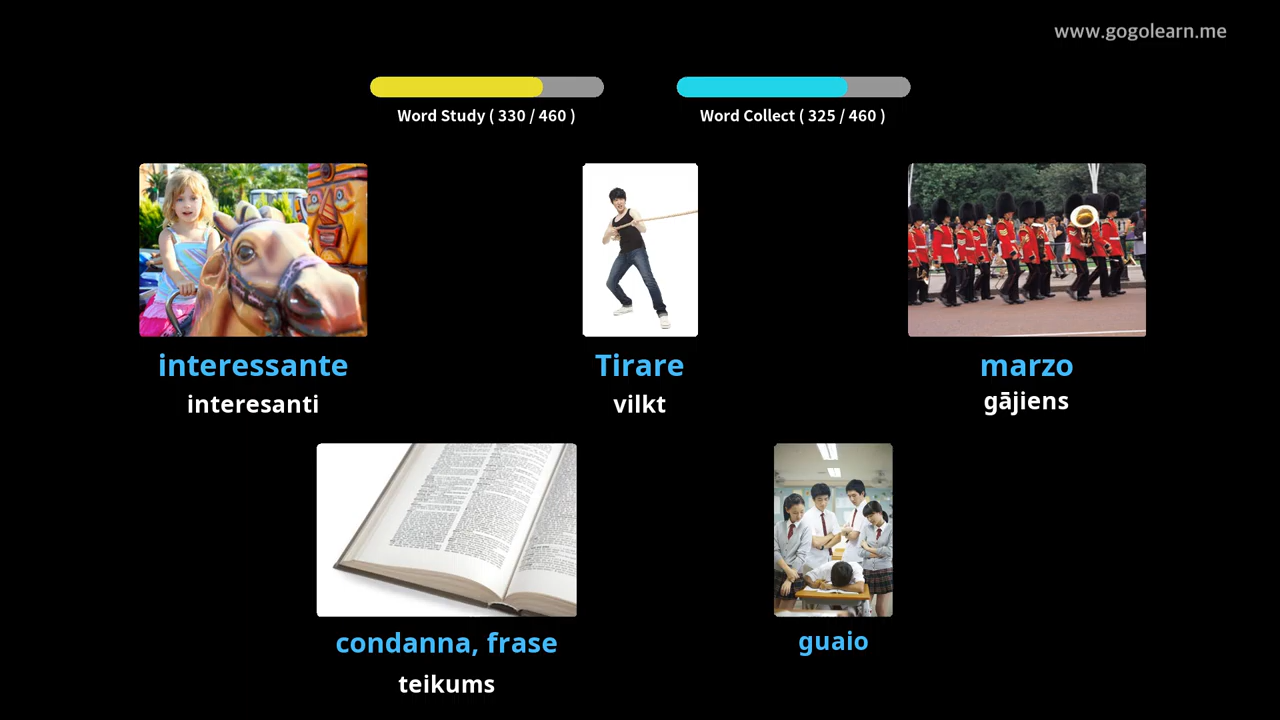 www.gogolearn.me
Word Study ( 330 / 460 )
Word Collect ( 325 / 460 )
interessante
interesanti
Tirare
vilkt
marzo
gājiens
condanna, frase
teikums
guaio